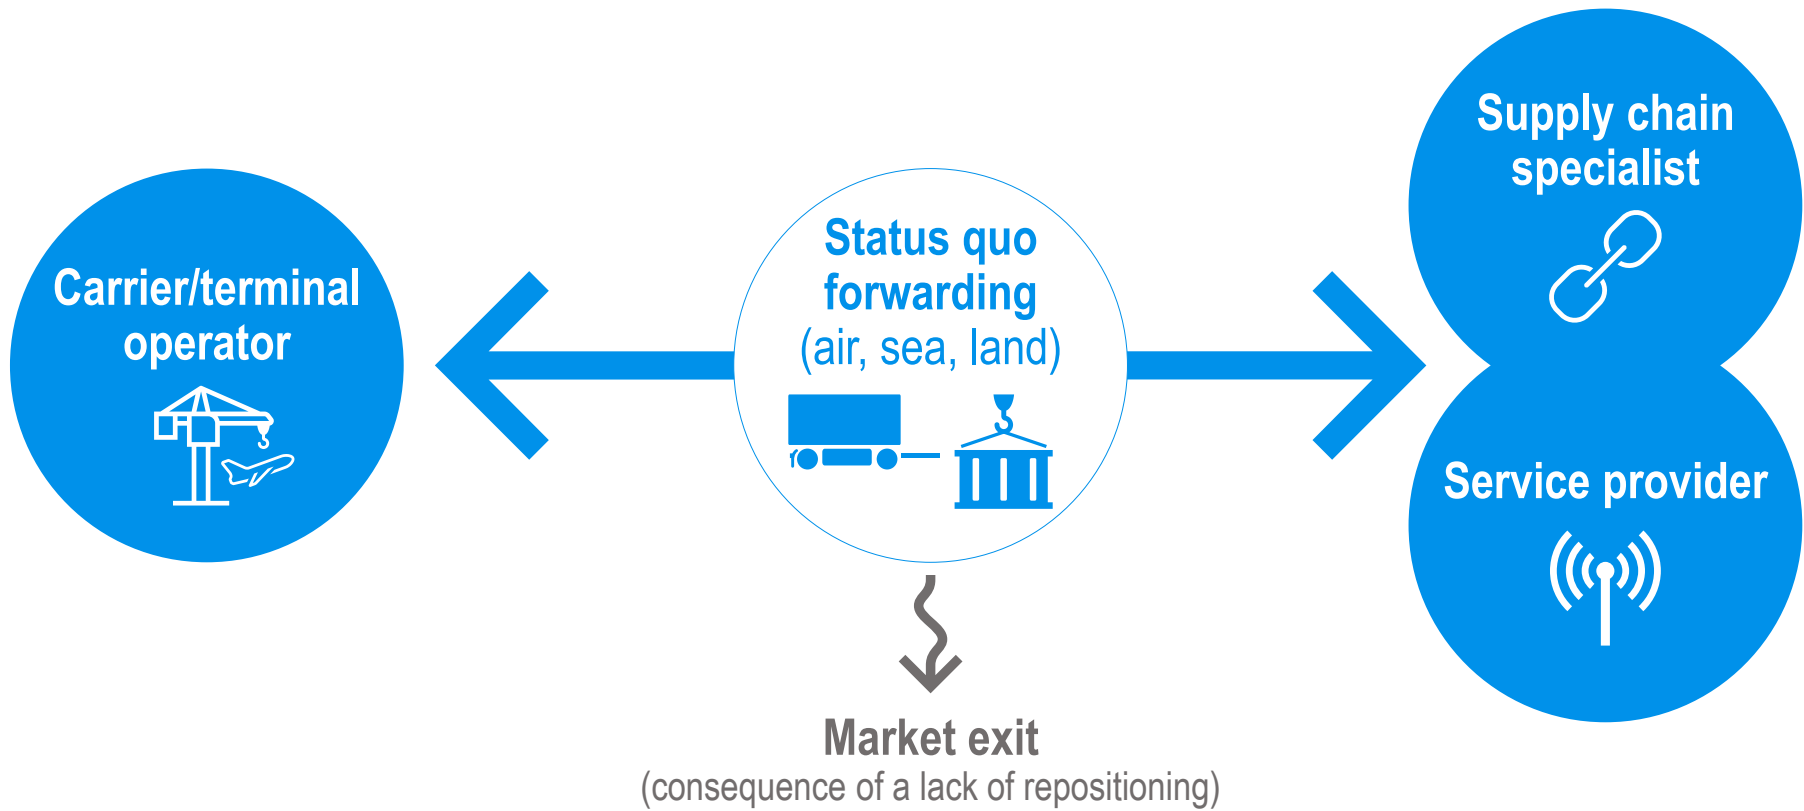 Carrier/terminal
operator
Status quo
forwarding
(air, sea, land)
Supply chain
specialist
Service provider
Market exit
(consequence of a lack of repositioning)